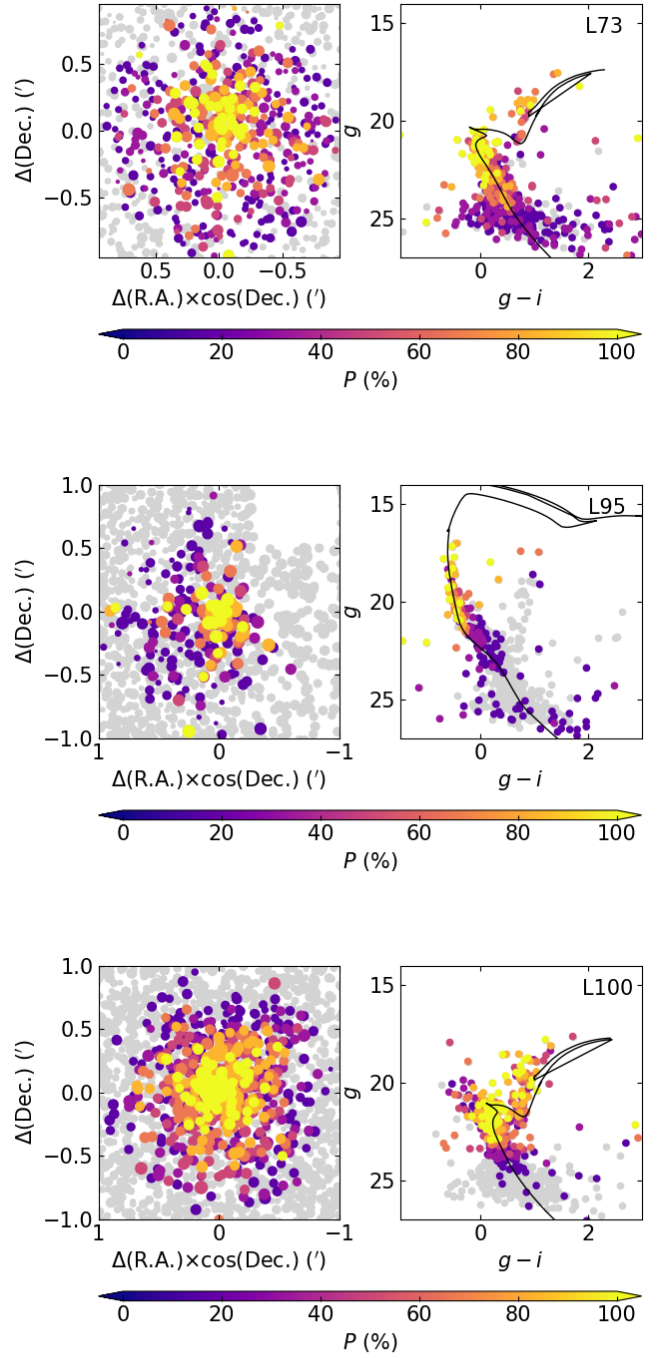 L73
0.5
0.0
−0.5
Δ(Dec.) (′)
0.5 0.0 −0.5
Δ(R.A.)×cos(Dec.) (′)
15
20
25
g
0 2
g − i
0 20 40 60 80 100
P (%)
L95
1.0
0.5
0.0
−0.5
−1.0
Δ(Dec.) (′)
1 0 −1
Δ(R.A.)×cos(Dec.) (′)
15
20
25
g
0 2
g − i
0 20 40 60 80 100
P (%)
L100
1.0
0.5
0.0
−0.5
−1.0
Δ(Dec.) (′)
1 0 −1
Δ(R.A.)×cos(Dec.) (′)
15
20
25
g
0 2
g − i
0 20 40 60 80 100
P (%)